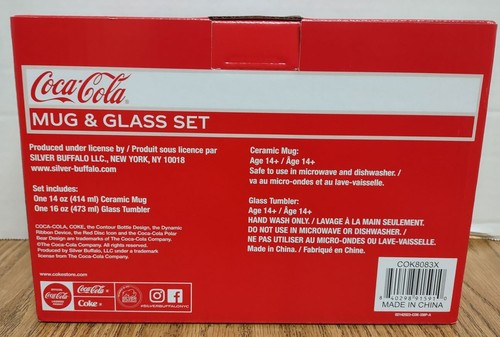 Coca-Cola
MUG & GLASS SET
Produced under license by / Produit sous licence par
SILVER BUFFALO LLC., NEW YORK, NY 10018
www.silver-buffalo.com
Set includes:
One 14 oz (414 ml) Ceramic Mug
One 16 oz (473 ml) Glass Tumbler
COCA-COLA, COKE, the Contour Bottle Design, the Dynamic
Ribbon Device, the Red Disc Icon and the Coca-Cola Polar
Bear Design are trademarks of The Coca-Cola Company.
©The Coca-Cola Company. All rights reserved.
Produced by Silver Buffalo, LLC under a trademark
license from The Coca-Cola Company.
www.cokestore.com
Ceramic Mug:
Age 14+ / Âge 14+
Safe to use in microwave and dishwasher. /
va au micro-ondes et au lave-vaisselle.
Glass Tumbler:
Age 14+ / Âge 14+
HAND WASH ONLY. / LAVAGE À LA MAIN SEULEMENT.
DO NOT USE IN MICROWAVE OR DISHWASHER. /
NE PAS UTILISER AU MICRO-ONDES OU LAVE-VAISSELLE.
Made in China. / Fabriqué en Chine.
Coca-Cola
Coca-Cola
Coke
#SILVERBUFFALONYC
COK8083X
8 40298 91591 0
MADE IN CHINA